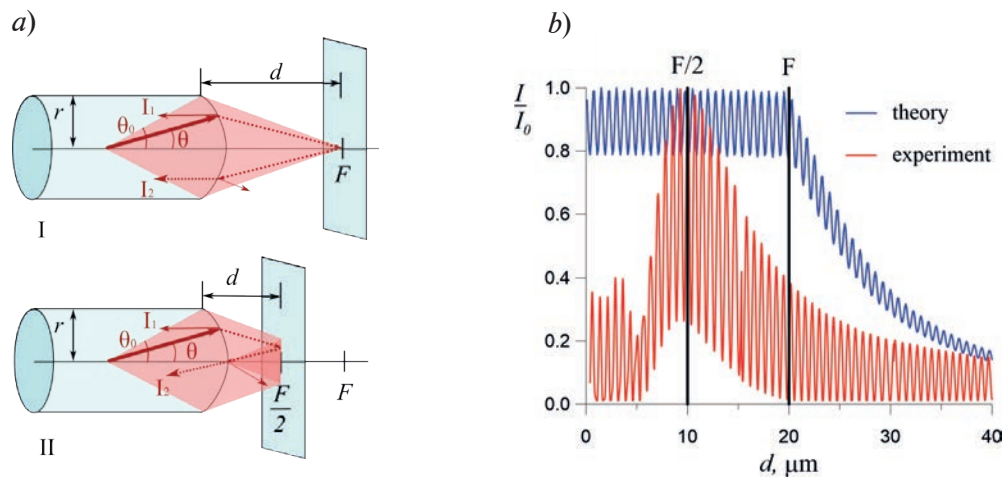 a)
d
r
I₁
θ₀
θ
I₂
F
I
d
r
I₁
θ₀
θ
I₂
F/2
F
II
b)
F/2 F
I/I₀
1.0
0.8
0.6
0.4
0.2
0.0
theory
experiment
0 10 20 30 40
d, μm